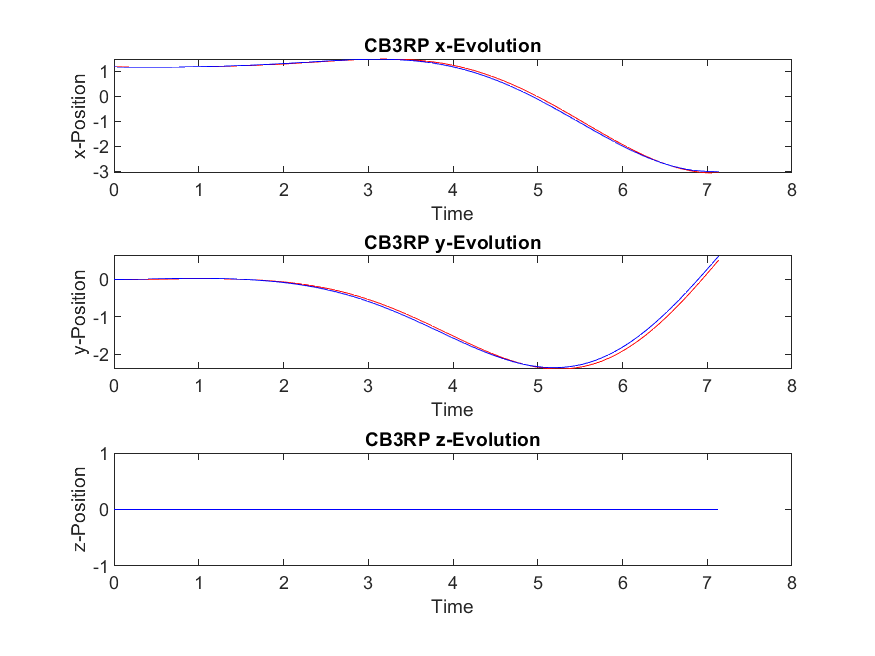 CB3RP x-Evolution
x-Position
1
0
-1
-2
-3
0 1 2 3 4 5 6 7 8
Time
CB3RP y-Evolution
y-Position
0
-1
-2
0 1 2 3 4 5 6 7 8
Time
CB3RP z-Evolution
z-Position
1
0
-1
0 1 2 3 4 5 6 7 8
Time